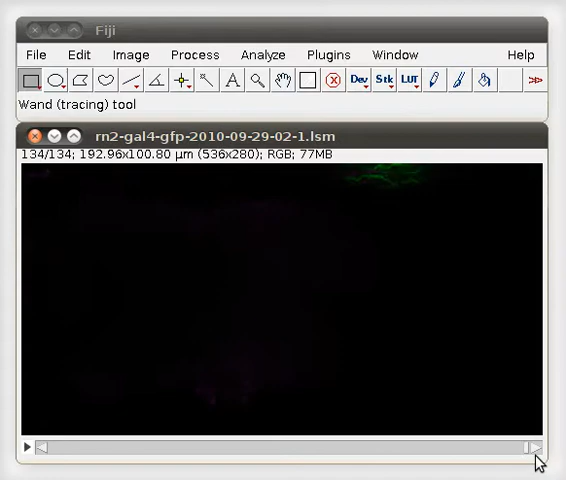 Fiji
File Edit Image Process Analyze Plugins Window Help
A Dev Stk LUT
Wand (tracing) tool
rn2-gal4-gfp-2010-09-29-02-1.lsm
134/134; 192.96x100.80 µm (536x280); RGB; 77MB